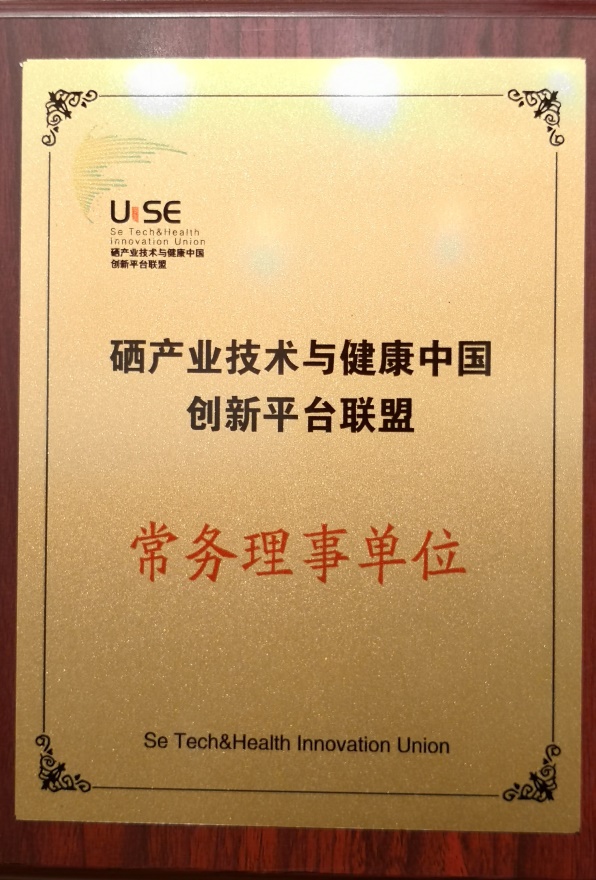 U SE
Se Tech&Health
Innovation Union
硒产业技术与健康中国
创新平台联盟
硒产业技术与健康中国
创新平台联盟
常务理事单位
Se Tech&Health Innovation Union